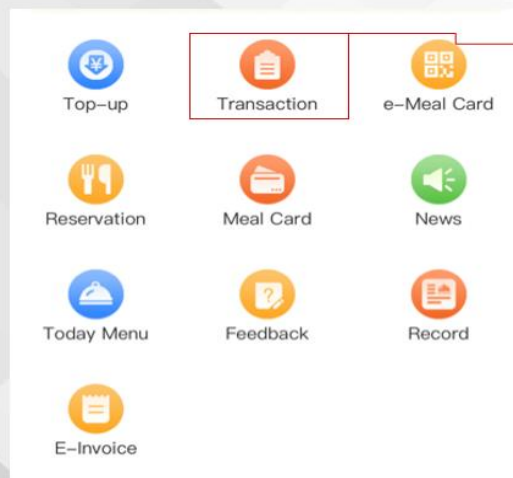 Top-up
Transaction
e-Meal Card
Reservation
Meal Card
News
Today Menu
Feedback
Record
E-Invoice